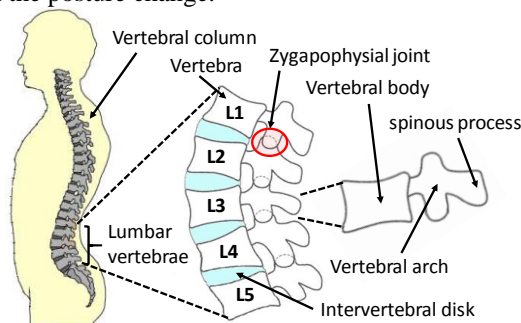 the posture change.
Vertebral column
Zygapophysial joint
Vertebra
Vertebral body
spinous process
L1
L2
L3
L4
L5
Lumbar
vertebrae
Vertebral arch
Intervertebral disk